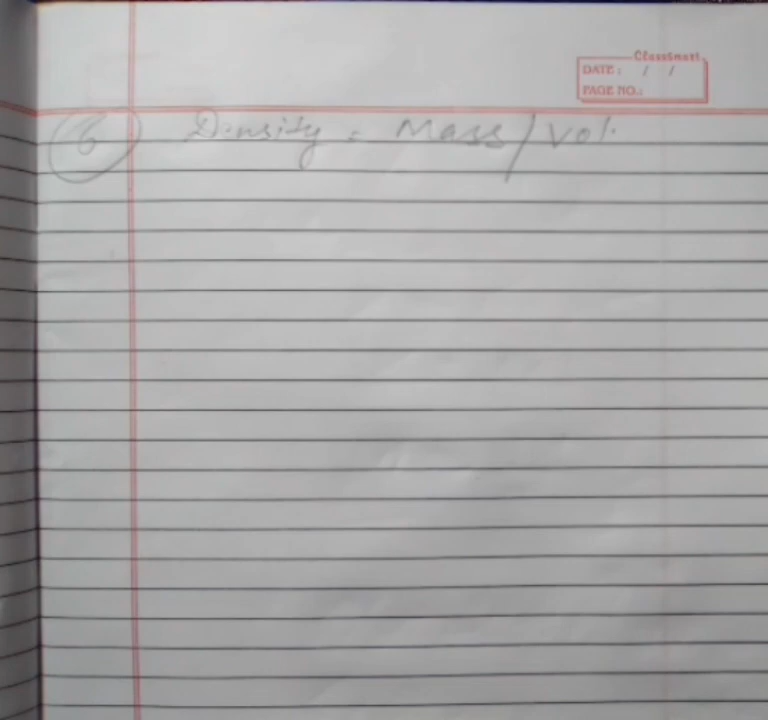 Classmate
DATE: / /
PAGE NO.:
6 Density = Mass/Vol.